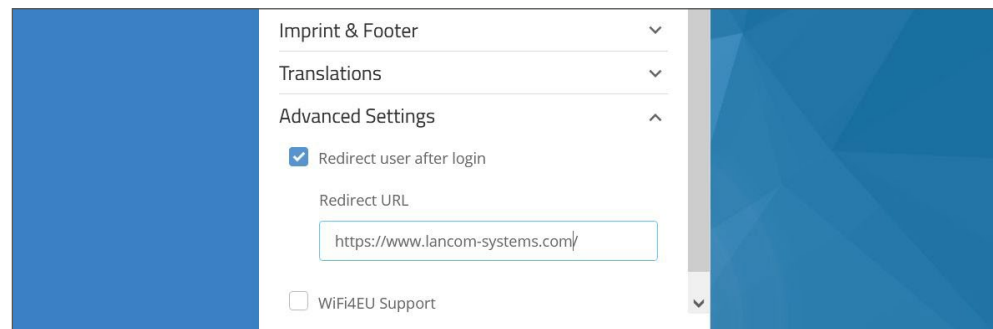 Imprint & Footer
Translations
Advanced Settings
Redirect user after login
Redirect URL
https://www.lancom-systems.com/
WiFi4EU Support